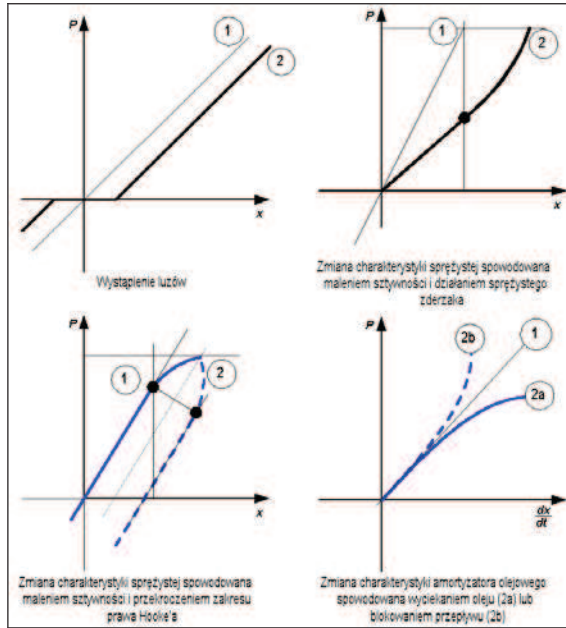 P
1
2
x
Wystąpienie luzów
P
1
2
x
Zmiana charakterystyki sprężystej spowodowana
maleniem sztywności i działaniem sprężystego
zderzaka
P
1
2
x
Zmiana charakterystyki sprężystej spowodowana
maleniem sztywności i przekroczeniem zakresu
prawa Hooke'a
P
2b
1
2a
dx
dt
Zmiana charakterystyki amortyzatora olejowego
spowodowana wyciekaniem oleju (2a) lub
blokowaniem przepływu (2b)